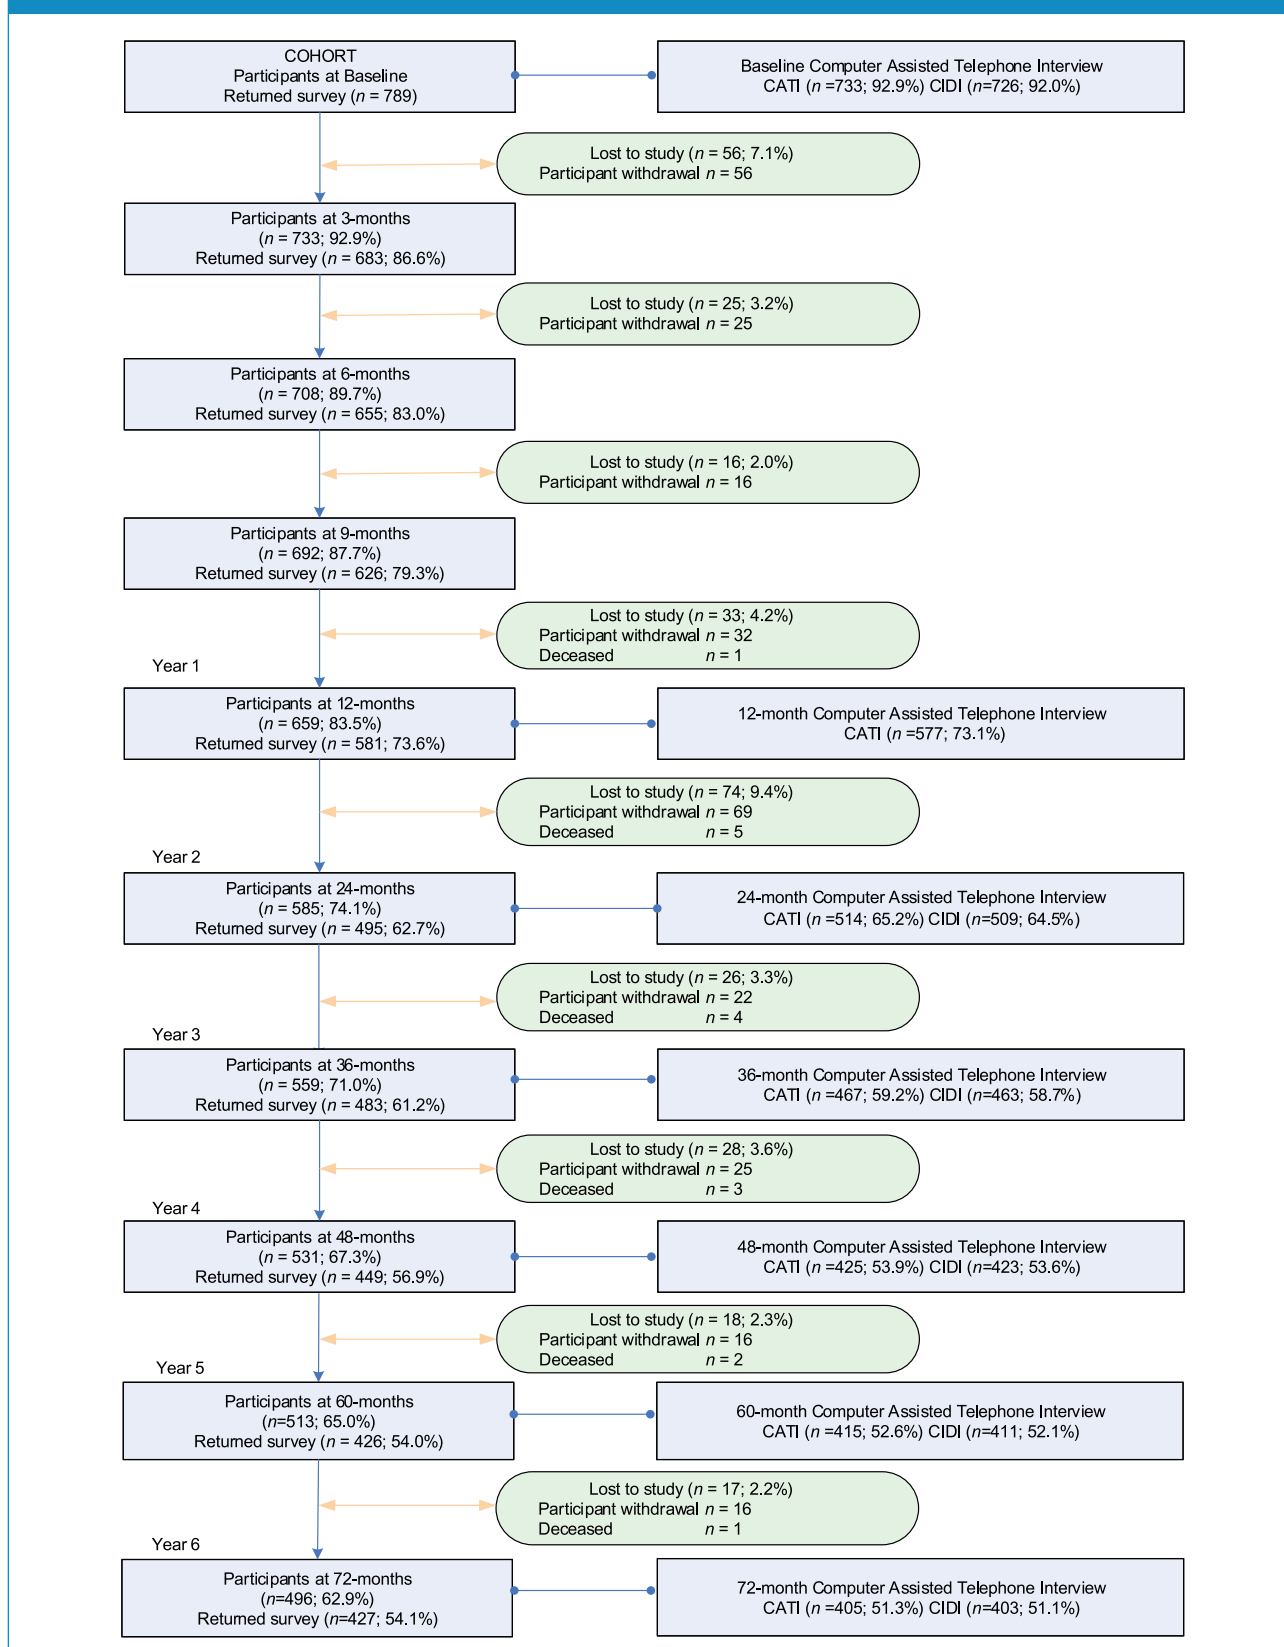 COHORT
Participants at Baseline
Returned survey (n = 789)
Baseline Computer Assisted Telephone Interview
CATI (n =733; 92.9%) CIDI (n=726; 92.0%)
Lost to study (n = 56; 7.1%)
Participant withdrawal n = 56
Participants at 3-months
(n = 733; 92.9%)
Returned survey (n = 683; 86.6%)
Lost to study (n = 25; 3.2%)
Participant withdrawal n = 25
Participants at 6-months
(n = 708; 89.7%)
Returned survey (n = 655; 83.0%)
Lost to study (n = 16; 2.0%)
Participant withdrawal n = 16
Participants at 9-months
(n = 692; 87.7%)
Returned survey (n = 626; 79.3%)
Lost to study (n = 33; 4.2%)
Participant withdrawal n = 32
Deceased n = 1
Year 1
Participants at 12-months
(n = 659; 83.5%)
Returned survey (n = 581; 73.6%)
12-month Computer Assisted Telephone Interview
CATI (n =577; 73.1%)
Lost to study (n = 74; 9.4%)
Participant withdrawal n = 69
Deceased n = 5
Year 2
Participants at 24-months
(n = 585; 74.1%)
Returned survey (n = 495; 62.7%)
24-month Computer Assisted Telephone Interview
CATI (n =514; 65.2%) CIDI (n=509; 64.5%)
Lost to study (n = 26; 3.3%)
Participant withdrawal n = 22
Deceased n = 4
Year 3
Participants at 36-months
(n = 559; 71.0%)
Returned survey (n = 483; 61.2%)
36-month Computer Assisted Telephone Interview
CATI (n =467; 59.2%) CIDI (n=463; 58.7%)
Lost to study (n = 28; 3.6%)
Participant withdrawal n = 25
Deceased n = 3
Year 4
Participants at 48-months
(n = 531; 67.3%)
Returned survey (n = 449; 56.9%)
48-month Computer Assisted Telephone Interview
CATI (n =425; 53.9%) CIDI (n=423; 53.6%)
Lost to study (n = 18; 2.3%)
Participant withdrawal n = 16
Deceased n = 2
Year 5
Participants at 60-months
(n=513; 65.0%)
Returned survey (n = 426; 54.0%)
60-month Computer Assisted Telephone Interview
CATI (n =415; 52.6%) CIDI (n=411; 52.1%)
Lost to study (n = 17; 2.2%)
Participant withdrawal n = 16
Deceased n = 1
Year 6
Participants at 72-months
(n=496; 62.9%)
Returned survey (n=427; 54.1%)
72-month Computer Assisted Telephone Interview
CATI (n =405; 51.3%) CIDI (n=403; 51.1%)